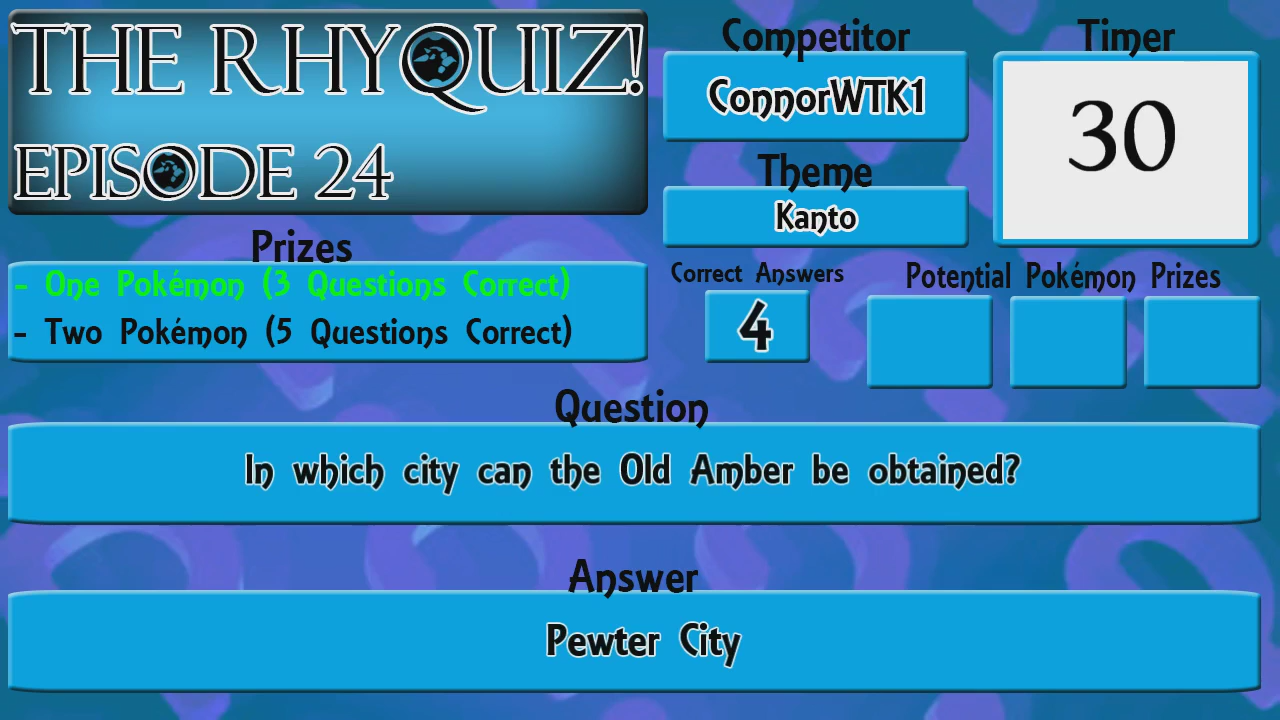 THE RHYQUIZ!
EPISODE 24
Competitor
ConnorWTK1
Timer
30
Theme
Kanto
Prizes
- One Pokémon (3 Questions Correct)
- Two Pokémon (5 Questions Correct)
Correct Answers
4
Potential Pokémon Prizes
Question
In which city can the Old Amber be obtained?
Answer
Pewter City